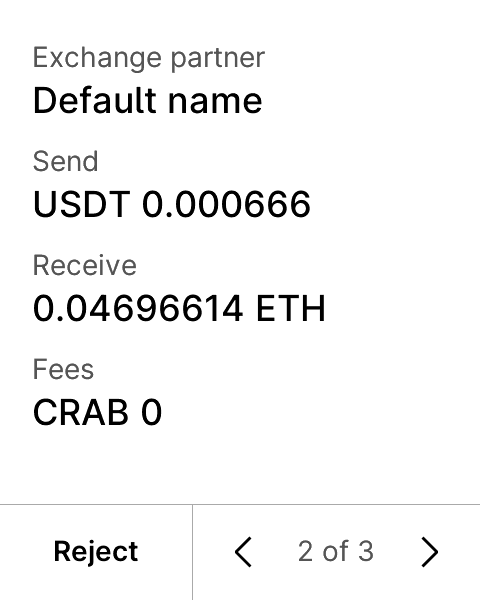 Exchange partner
Default name
Send
USDT 0.000666
Receive
0.04696614 ETH
Fees
CRAB 0
Reject
2 of 3